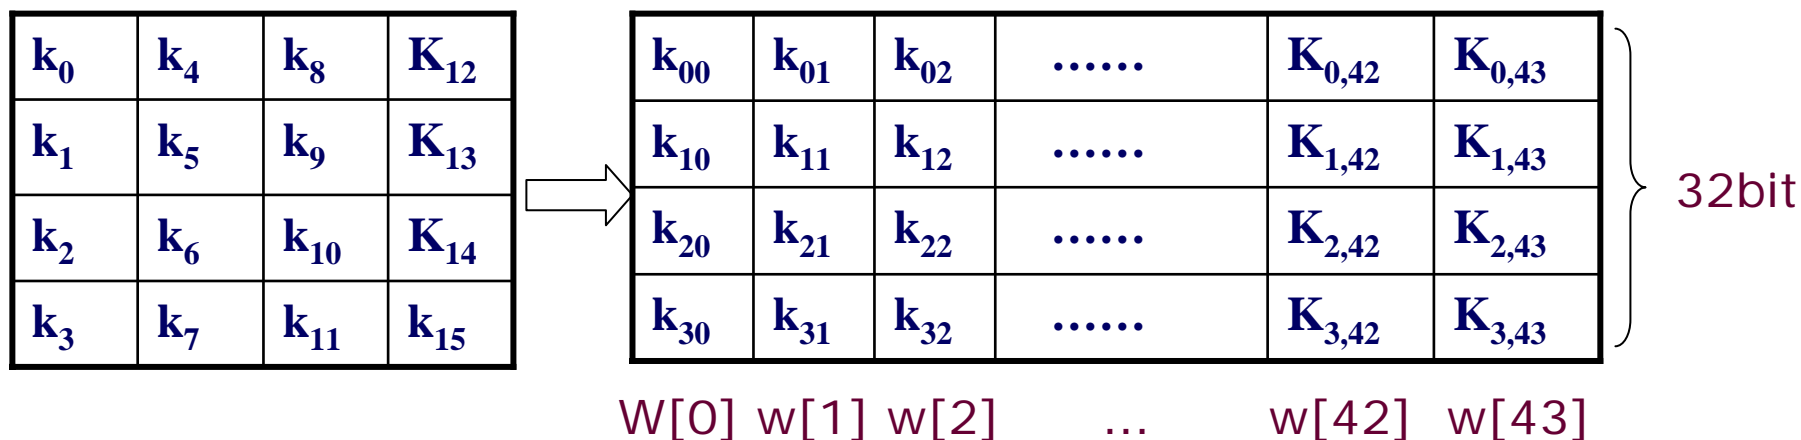 k0 k4 k8 K12 k00 k01 k02 ...... K0,42 K0,43
k1 k5 k9 K13 k10 k11 k12 ...... K1,42 K1,43
32bit
k2 k6 k10 K14 k20 k21 k22 ...... K2,42 K2,43
k3 k7 k11 k15 k30 k31 k32 ...... K3,42 K3,43
W[0] w[1] w[2] ... w[42] w[43]